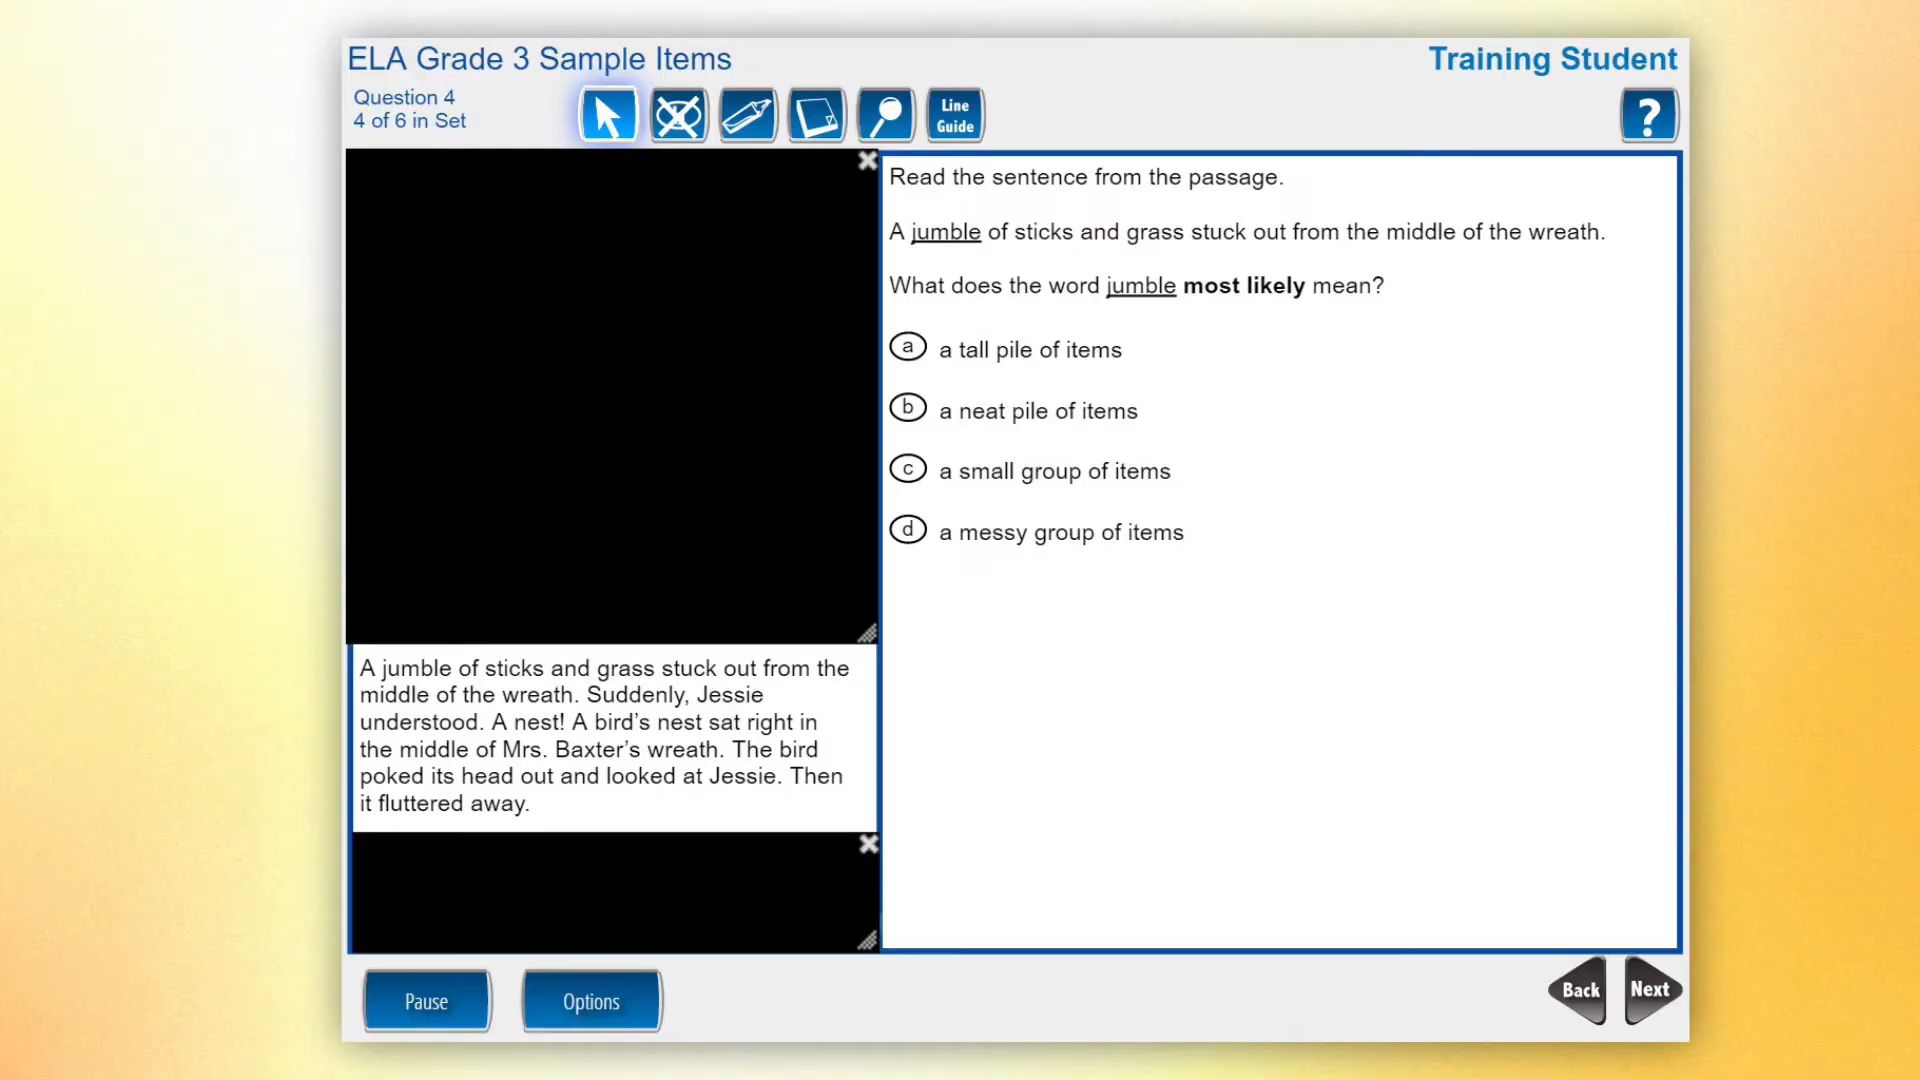 ELA Grade 3 Sample Items
Training Student
Question 4
4 of 6 in Set
Line
Guide
?
Read the sentence from the passage.
A jumble of sticks and grass stuck out from the middle of the wreath.
What does the word jumble most likely mean?
a a tall pile of items
b a neat pile of items
c a small group of items
d a messy group of items
A jumble of sticks and grass stuck out from the
middle of the wreath. Suddenly, Jessie
understood. A nest! A bird’s nest sat right in
the middle of Mrs. Baxter’s wreath. The bird
poked its head out and looked at Jessie. Then
it fluttered away.
Pause
Options
Back
Next